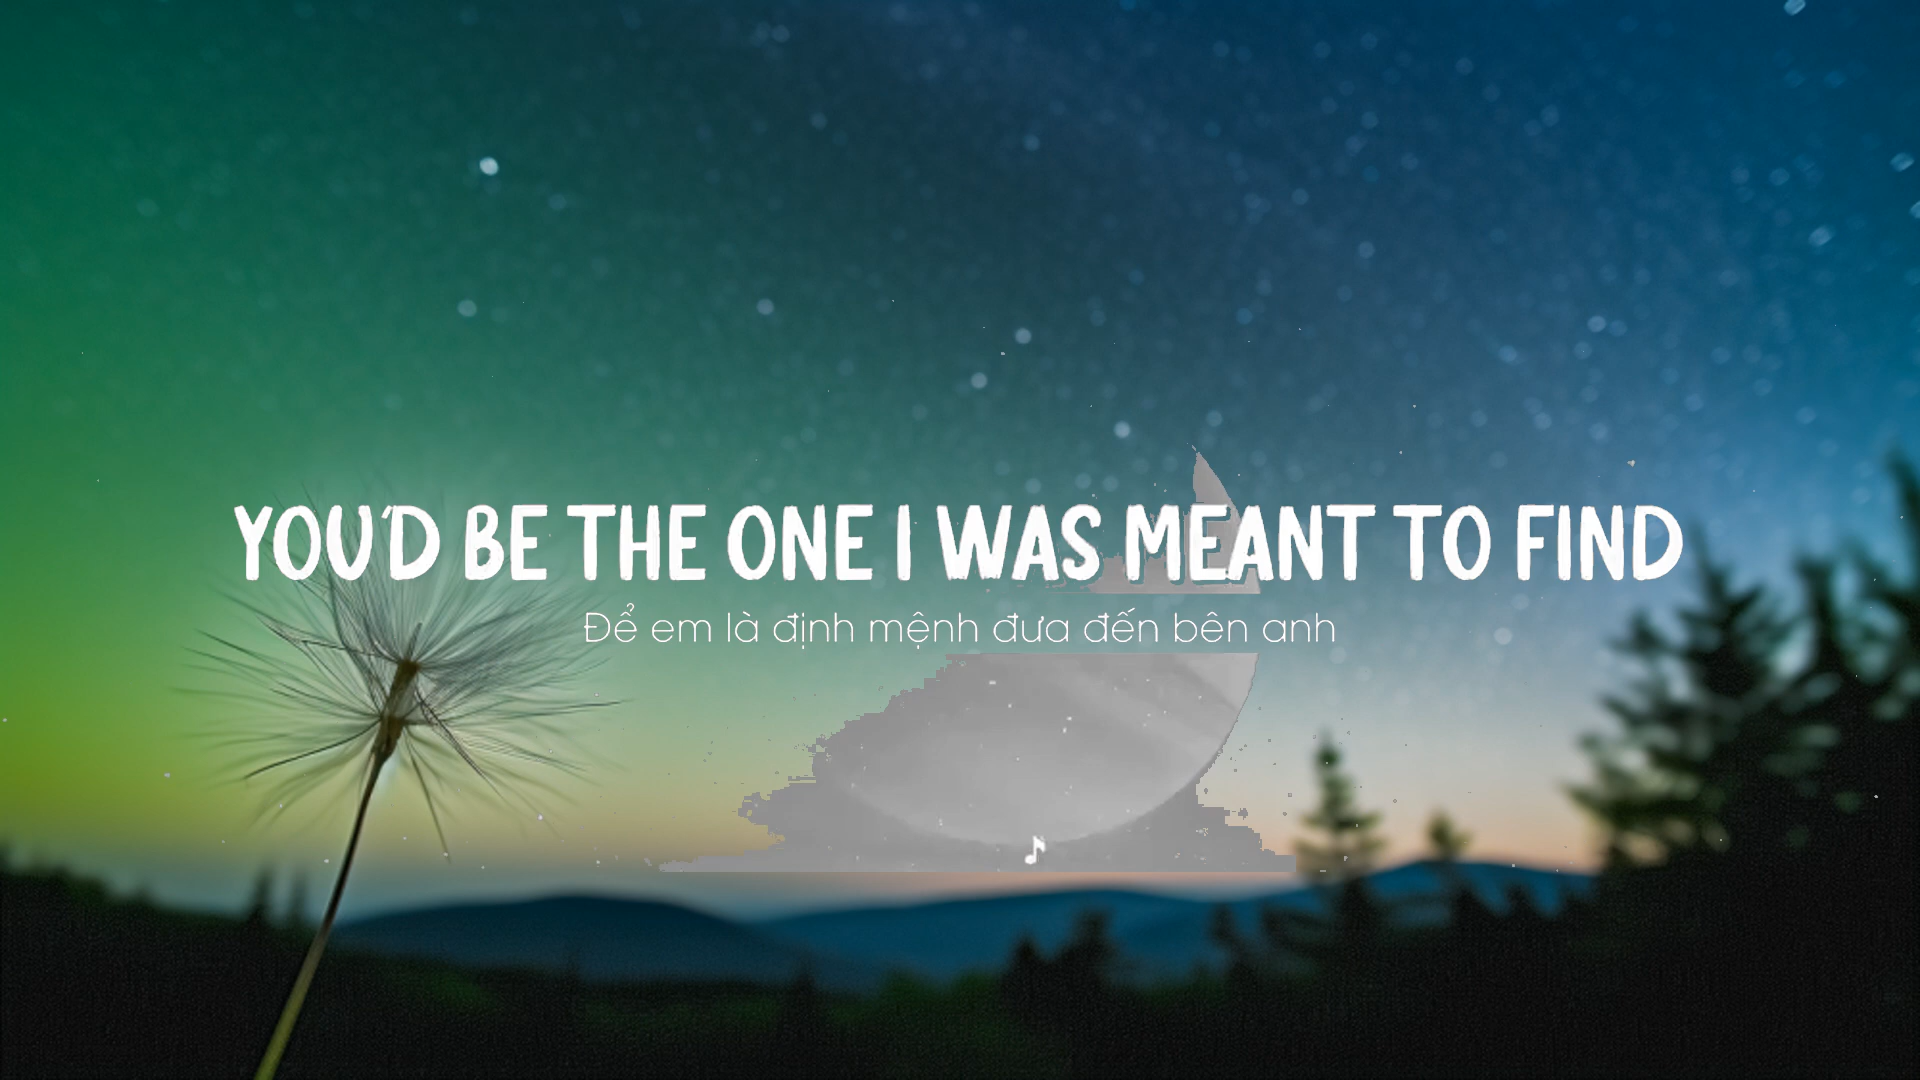 YOU'D BE THE ONE I WAS MEANT TO FIND
Để em là định mệnh đưa đến bên anh